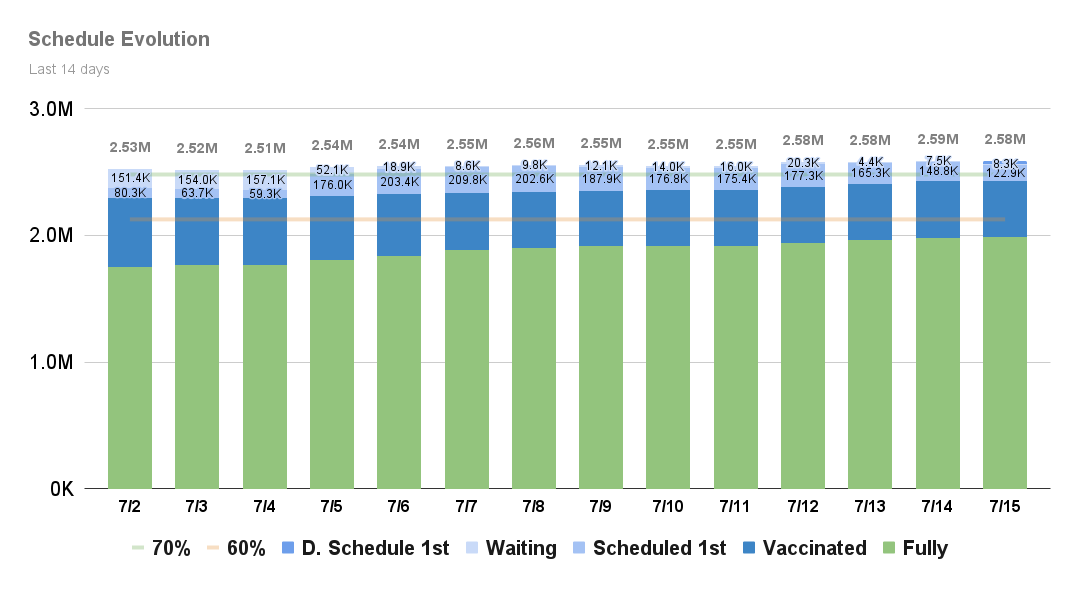 Schedule Evolution
Last 14 days
3.0M
2.53M 2.52M 2.51M 2.54M 2.54M 2.55M 2.56M 2.55M 2.55M 2.55M 2.58M 2.58M 2.59M 2.58M
151.4K 154.0K 157.1K 52.1K 18.9K 8.6K 9.8K 12.1K 14.0K 16.0K 20.3K 4.4K 7.5K 8.3K
80.3K 63.7K 59.3K 176.0K 203.4K 209.8K 202.6K 187.9K 176.8K 175.4K 177.3K 165.3K 148.8K 122.9K
2.0M
1.0M
0K
7/2 7/3 7/4 7/5 7/6 7/7 7/8 7/9 7/10 7/11 7/12 7/13 7/14 7/15
70% 60% D. Schedule 1st Waiting Scheduled 1st Vaccinated Fully